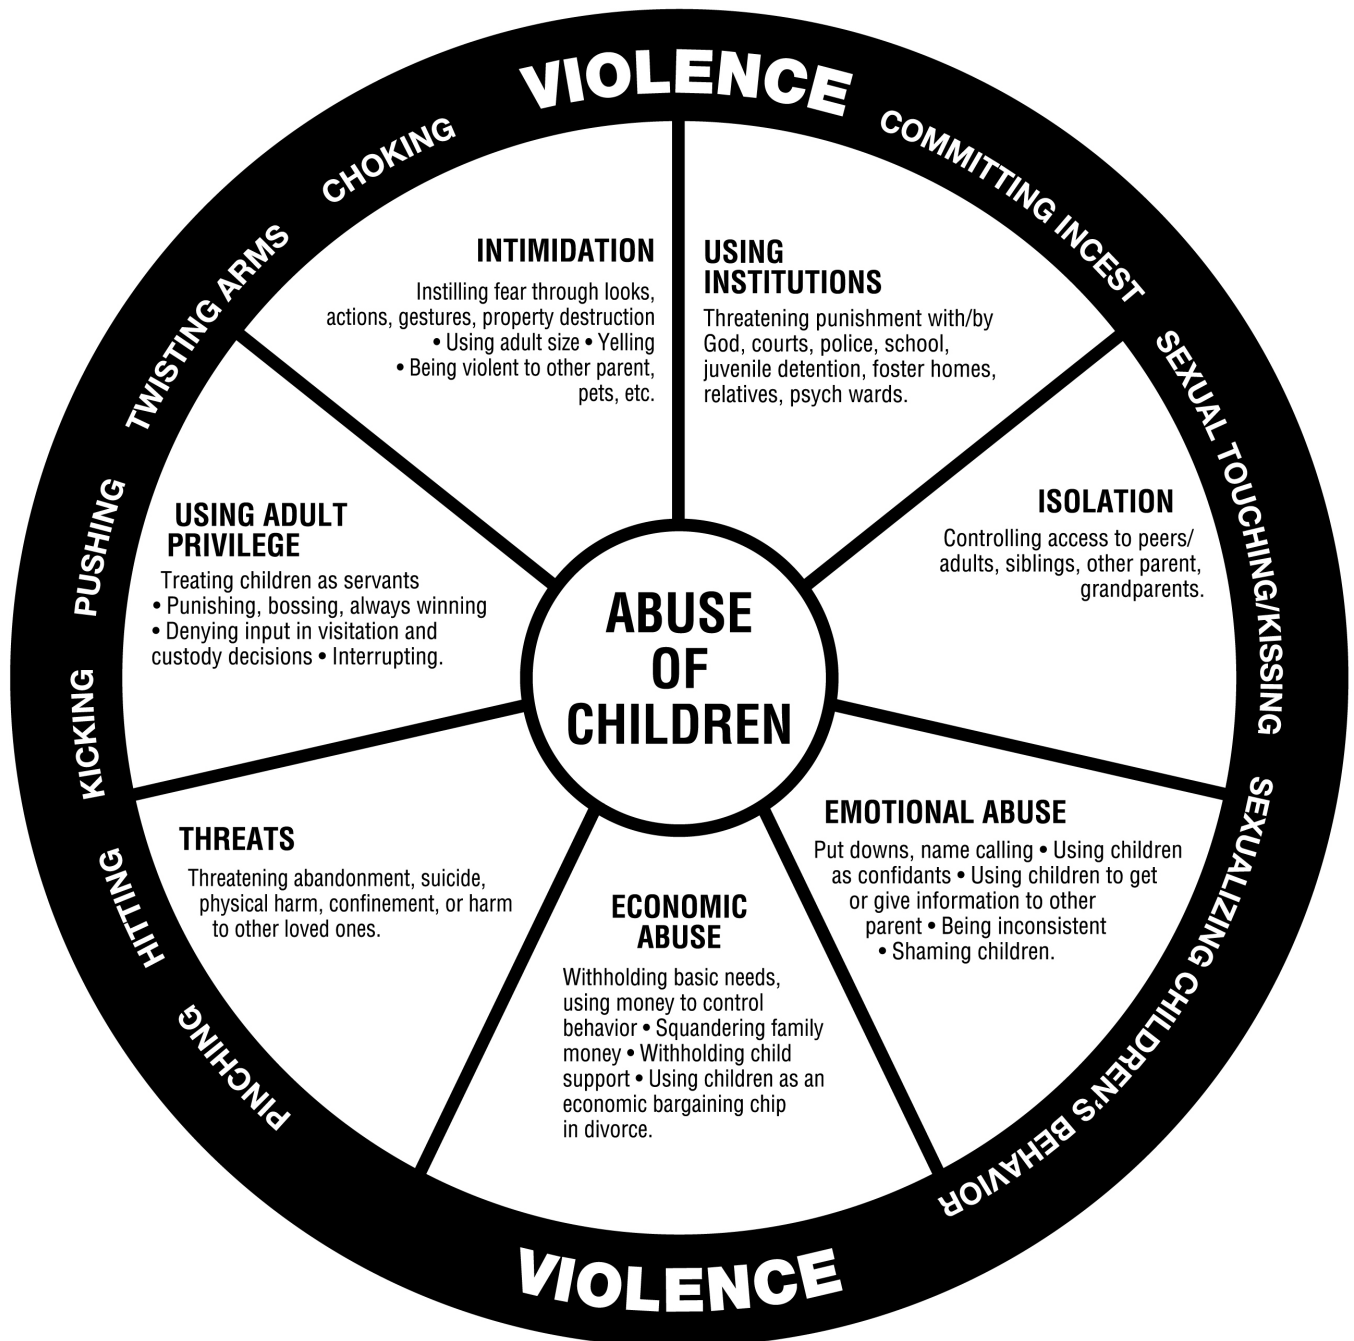 VIOLENCE
COMMITTING INCEST
SEXUAL TOUCHING/KISSING
SEXUALIZING CHILDREN'S BEHAVIOR
VIOLENCE
PINCHING
HITTING
KICKING
PUSHING
TWISTING ARMS
CHOKING
ABUSE
OF
CHILDREN
USING
INSTITUTIONS
Threatening punishment with/by
God, courts, police, school,
juvenile detention, foster homes,
relatives, psych wards.
ISOLATION
Controlling access to peers/
adults, siblings, other parent,
grandparents.
EMOTIONAL ABUSE
Put downs, name calling • Using children
as confidants • Using children to get
or give information to other
parent • Being inconsistent
• Shaming children.
ECONOMIC
ABUSE
Withholding basic needs,
using money to control
behavior • Squandering family
money • Withholding child
support • Using children as an
economic bargaining chip
in divorce.
THREATS
Threatening abandonment, suicide,
physical harm, confinement, or harm
to other loved ones.
USING ADULT
PRIVILEGE
Treating children as servants
• Punishing, bossing, always winning
• Denying input in visitation and
custody decisions • Interrupting.
INTIMIDATION
Instilling fear through looks,
actions, gestures, property destruction
• Using adult size • Yelling
• Being violent to other parent,
pets, etc.